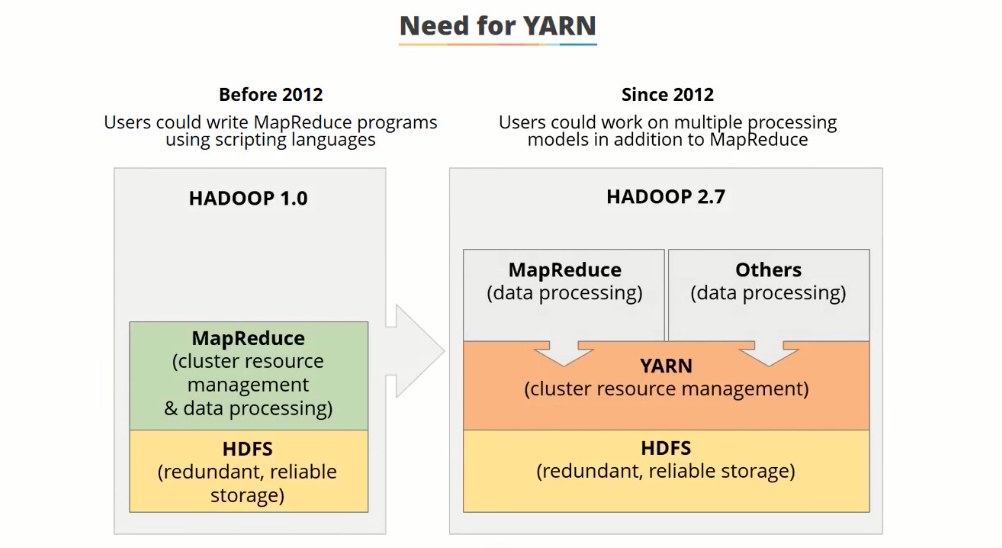 Need for YARN
Before 2012
Users could write MapReduce programs
using scripting languages
Since 2012
Users could work on multiple processing
models in addition to MapReduce
HADOOP 1.0
MapReduce
(cluster resource
management
& data processing)
HDFS
(redundant, reliable
storage)
HADOOP 2.7
MapReduce
(data processing)
Others
(data processing)
YARN
(cluster resource management)
HDFS
(redundant, reliable storage)